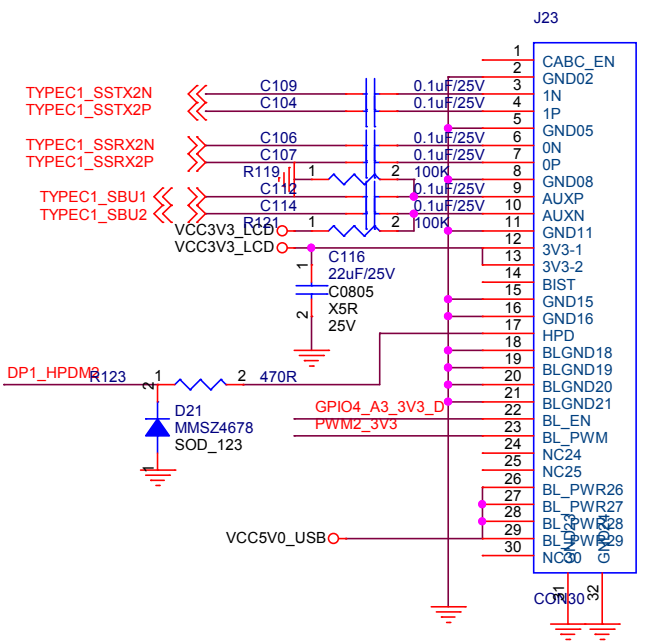 J23
1 CABC_EN
2 GND02
TYPEC1_SSTX2N C109 0.1uF/25V 3 1N
TYPEC1_SSTX2P C104 0.1uF/25V 4 1P
5 GND05
TYPEC1_SSRX2N C106 0.1uF/25V 6 0N
TYPEC1_SSRX2P C107 0.1uF/25V 7 0P
R119 1 2 100K 8 GND08
TYPEC1_SBU1 C112 0.1uF/25V 9 AUXP
TYPEC1_SBU2 C114 0.1uF/25V 10 AUXN
VCC3V3_LCD R121 1 2 100K 11 GND11
VCC3V3_LCD 12 3V3-1
13 3V3-2
1 C116
22uF/25V 14 BIST
C0805 15 GND15
2 X5R 16 GND16
25V 17 HPD
18 BLGND18
19 BLGND19
DP1_HPDM2 R123 1 2 470R 20 BLGND20
2 21 BLGND21
D21 GPIO4_A3_3V3_D 22 BL_EN
MMSZ4678 PWM2_3V3 23 BL_PWM
SOD_123 24 NC24
1 25 NC25
26 BL_PWR26
27 BL_PWR27
28 BL_PWR28
VCC5V0_USB 29 BL_PWR29
30 NC30
GND23 GND24
31 32
CON30